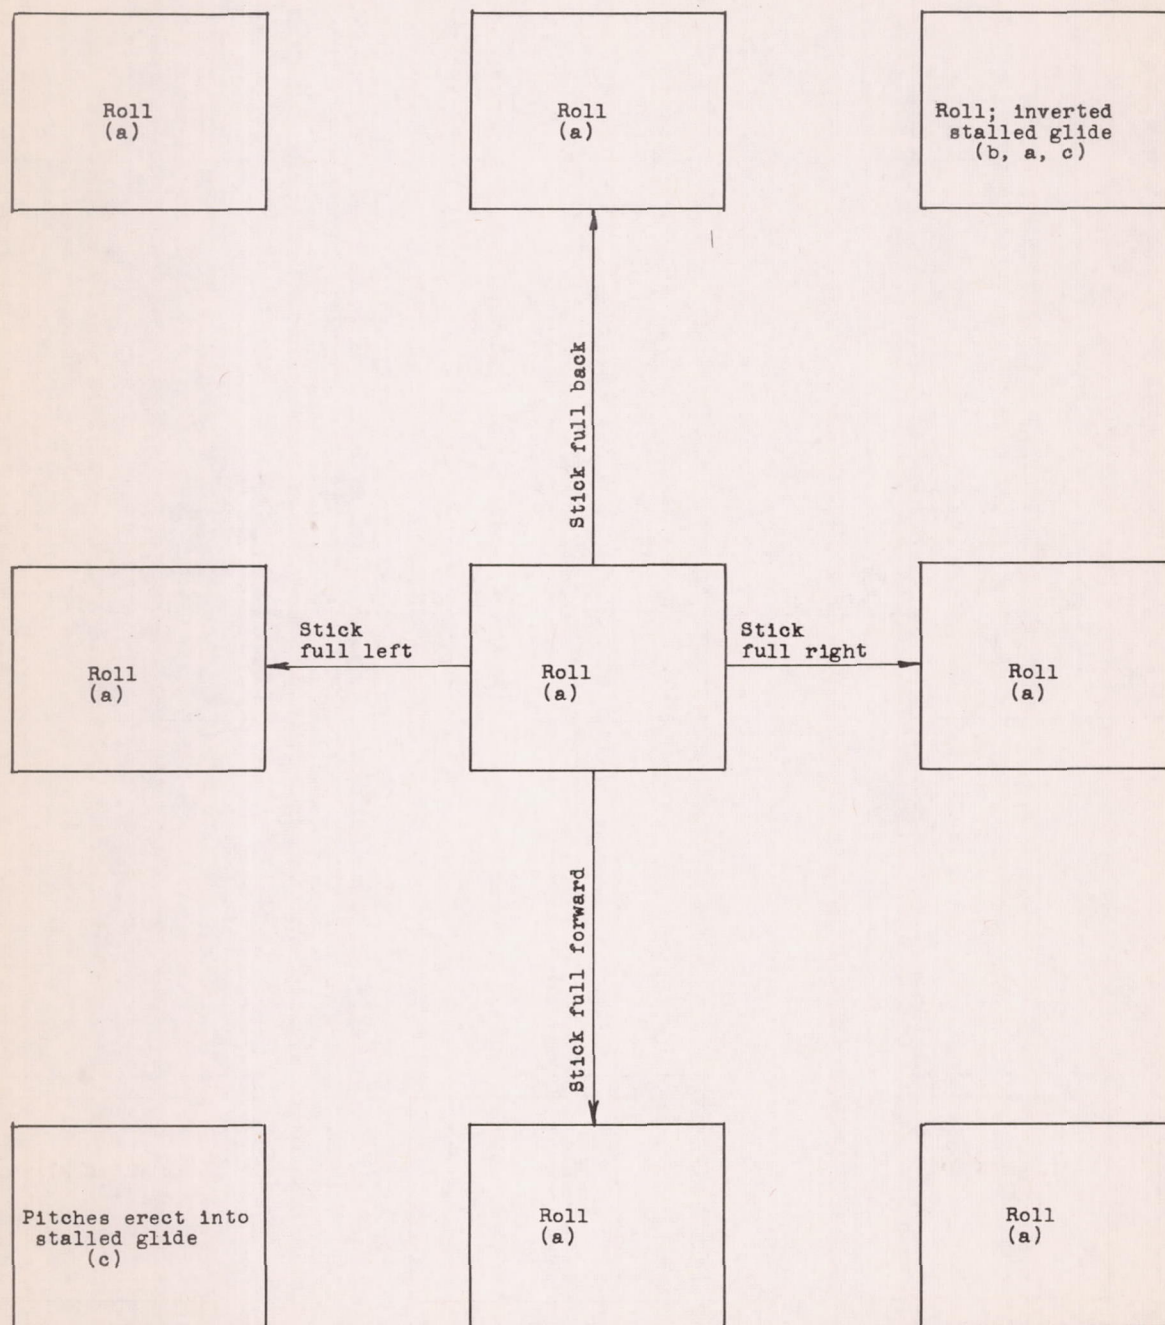 Roll
(a)
Roll
(a)
Roll; inverted
stalled glide
(b, a, c)
Stick full back
Roll
(a)
Stick
full left
Roll
(a)
Stick
full right
Roll
(a)
Stick full forward
Pitches erect into
stalled glide
(c)
Roll
(a)
Roll
(a)